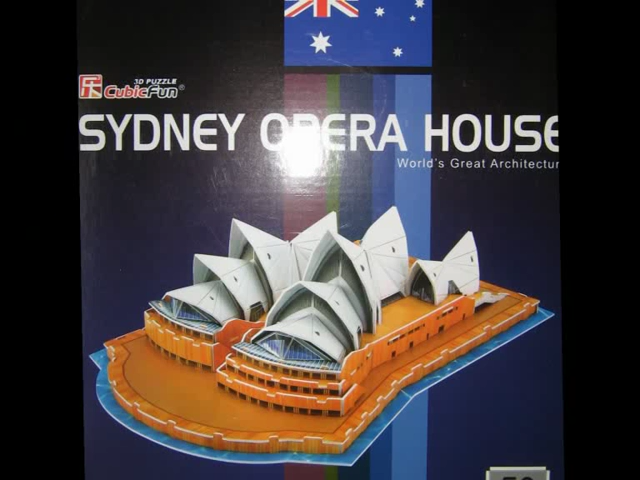 3D PUZZLE
CubicFun®
SYDNEY OPERA HOUSE
World's Great Architectur